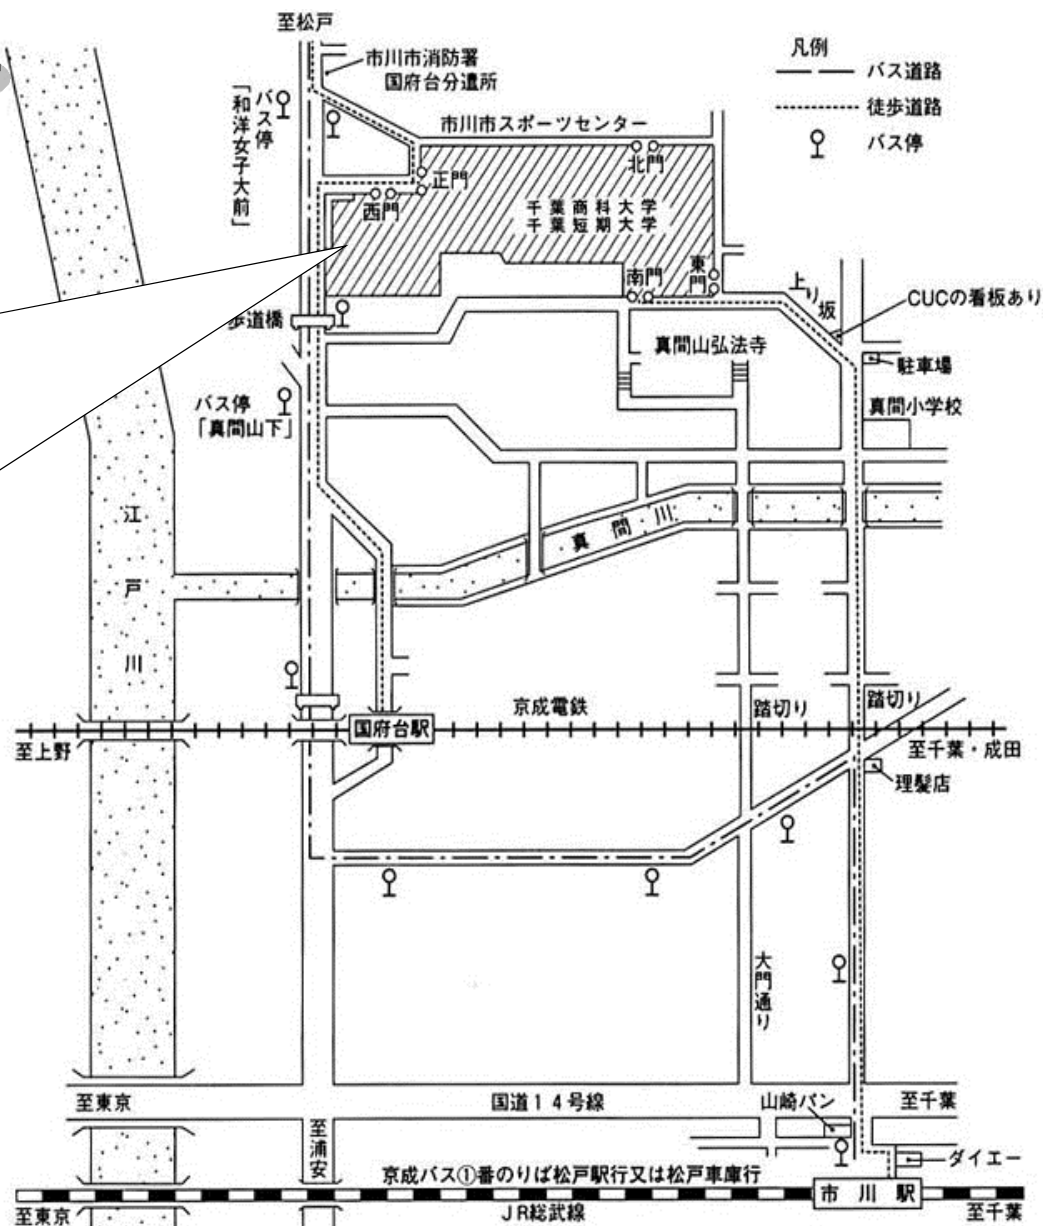 至松戸
市川市消防署
国府台分遣所
凡例
バス道路
徒歩道路
バス停
バス停
「和洋女子大前」
市川市スポーツセンター
北門
正門
西門
千葉商科大学
千葉短期大学
南門
東門
上り坂
CUCの看板あり
歩道橋
真間山弘法寺
駐車場
真間小学校
バス停
「真間山下」
江戸川
真間川
京成電鉄
踏切り
踏切り
国府台駅
至上野
至千葉・成田
理髪店
大門通り
至東京
国道14号線
山崎パン
至千葉
至浦安
ダイエー
京成バス①番のりば松戸駅行又は松戸車庫行
市川駅
至東京
JR総武線
至千葉